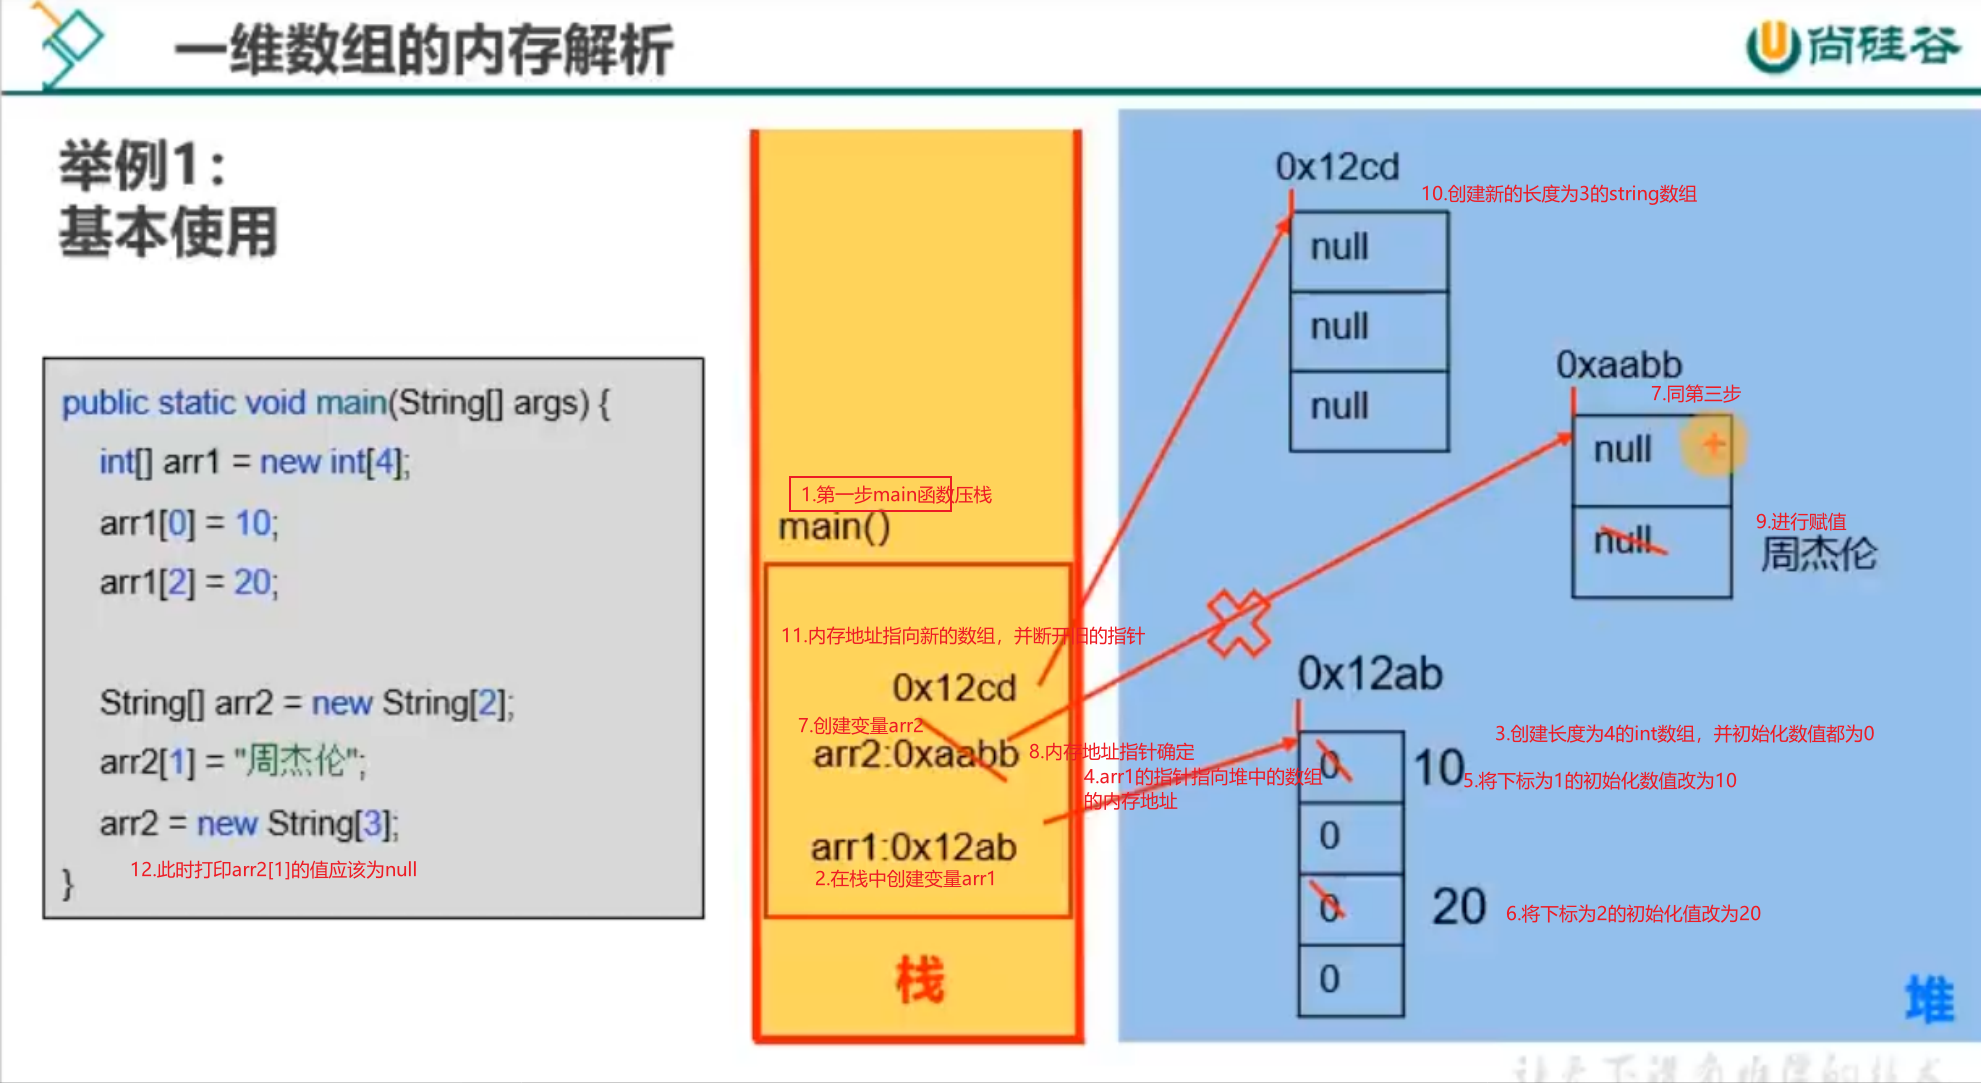 一维数组的内存解析
尚硅谷
举例1：
基本使用
public static void main(String[] args) {
int[] arr1 = new int[4];
arr1[0] = 10;
arr1[2] = 20;
String[] arr2 = new String[2];
arr2[1] = "周杰伦";
arr2 = new String[3];
12.此时打印arr2[1]的值应该为null
}
1.第一步main函数压栈
main()
11.内存地址指向新的数组，并断开旧的指针
0x12cd
7.创建变量arr2
arr2:0xaabb
8.内存地址指针确定
4.arr1的指针指向堆中的数组
的内存地址
arr1:0x12ab
2.在栈中创建变量arr1
栈
0x12cd
10.创建新的长度为3的string数组
null
null
null
0xaabb
7.同第三步
null
null
9.进行赋值
周杰伦
0x12ab
3.创建长度为4的int数组，并初始化数值都为0
0
10
5.将下标为1的初始化数值改为10
0
0
20
6.将下标为2的初始化值改为20
0
堆